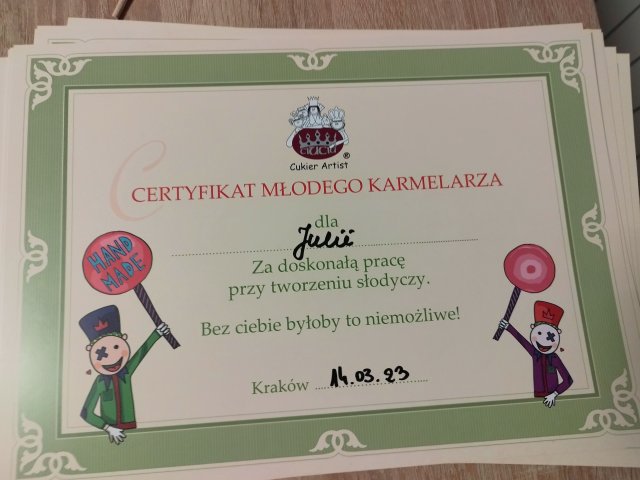 ciuciu
Cukier Artist ®
CERTYFIKAT MŁODEGO KARMELARZA
dla
Julii
Za doskonałą pracę
przy tworzeniu słodyczy.
HAND
MADE
Bez ciebie byłoby to niemożliwe!
Kraków 14.03.23